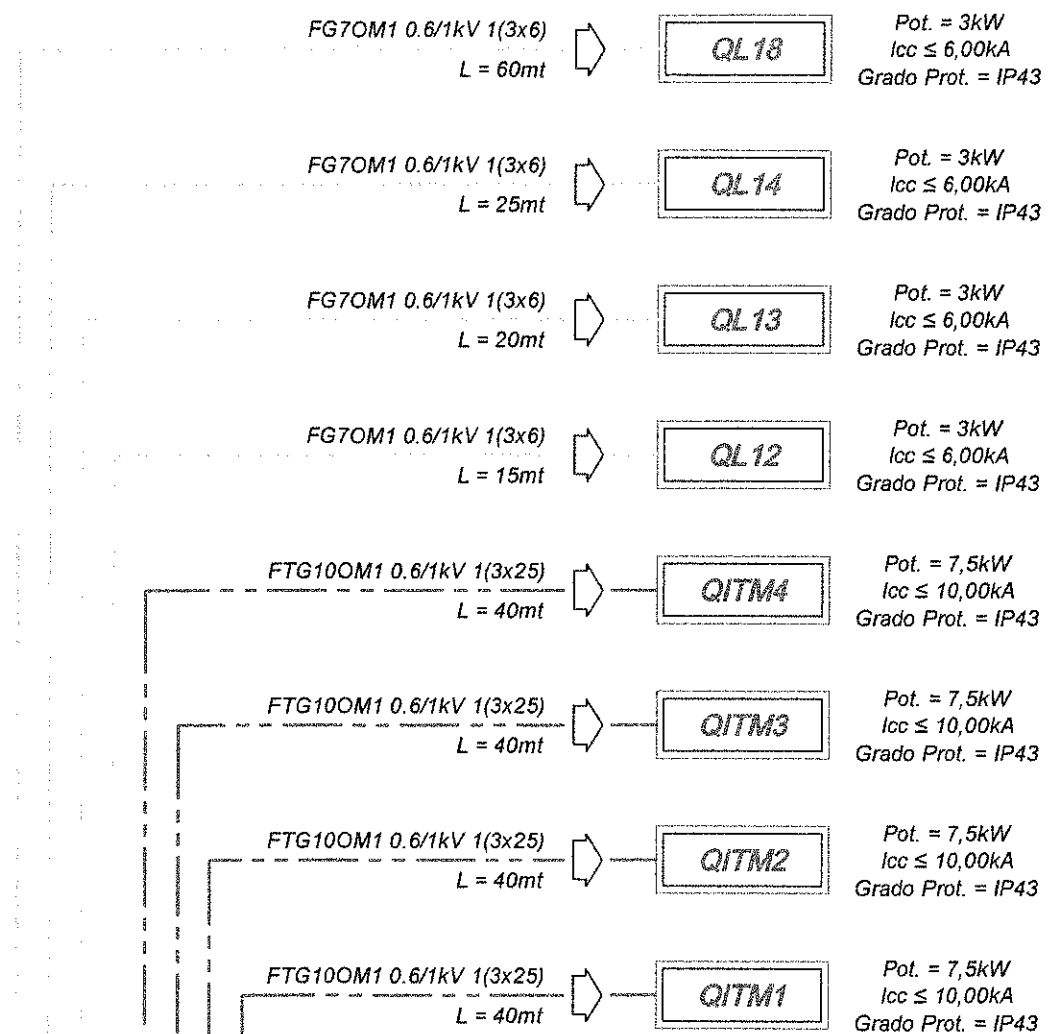 FG7OM1 0.6/1kV 1(3x6)
L = 60mt
QL18
Pot. = 3kW
Icc ≤ 6,00kA
Grado Prot. = IP43
FG7OM1 0.6/1kV 1(3x6)
L = 25mt
QL14
Pot. = 3kW
Icc ≤ 6,00kA
Grado Prot. = IP43
FG7OM1 0.6/1kV 1(3x6)
L = 20mt
QL13
Pot. = 3kW
Icc ≤ 6,00kA
Grado Prot. = IP43
FG7OM1 0.6/1kV 1(3x6)
L = 15mt
QL12
Pot. = 3kW
Icc ≤ 6,00kA
Grado Prot. = IP43
FTG10OM1 0.6/1kV 1(3x25)
L = 40mt
QITM4
Pot. = 7,5kW
Icc ≤ 10,00kA
Grado Prot. = IP43
FTG10OM1 0.6/1kV 1(3x25)
L = 40mt
QITM3
Pot. = 7,5kW
Icc ≤ 10,00kA
Grado Prot. = IP43
FTG10OM1 0.6/1kV 1(3x25)
L = 40mt
QITM2
Pot. = 7,5kW
Icc ≤ 10,00kA
Grado Prot. = IP43
FTG10OM1 0.6/1kV 1(3x25)
L = 40mt
QITM1
Pot. = 7,5kW
Icc ≤ 10,00kA
Grado Prot. = IP43